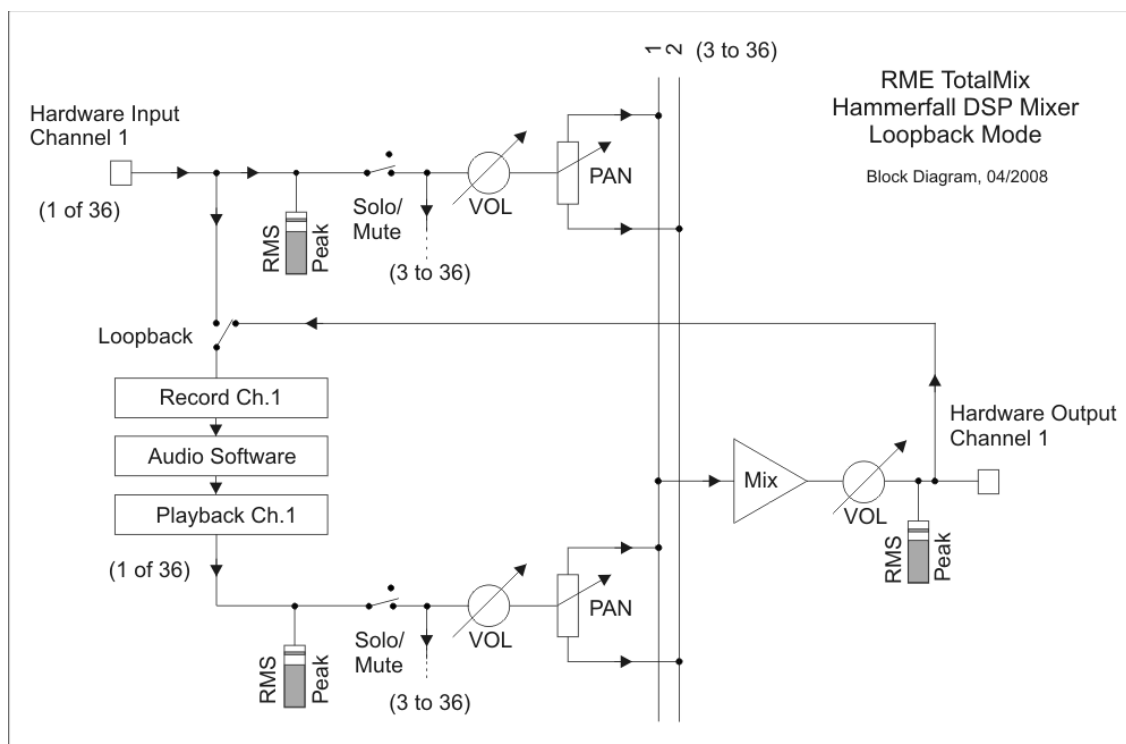 1
2
(3 to 36)
RME TotalMix
Hammerfall DSP Mixer
Loopback Mode
Block Diagram, 04/2008
Hardware Input
Channel 1
(1 of 36)
RMS
Peak
Solo/
Mute
(3 to 36)
VOL
PAN
Loopback
Record Ch.1
Audio Software
Playback Ch.1
(1 of 36)
RMS
Peak
Solo/
Mute
(3 to 36)
VOL
PAN
Mix
VOL
Hardware Output
Channel 1
RMS
Peak